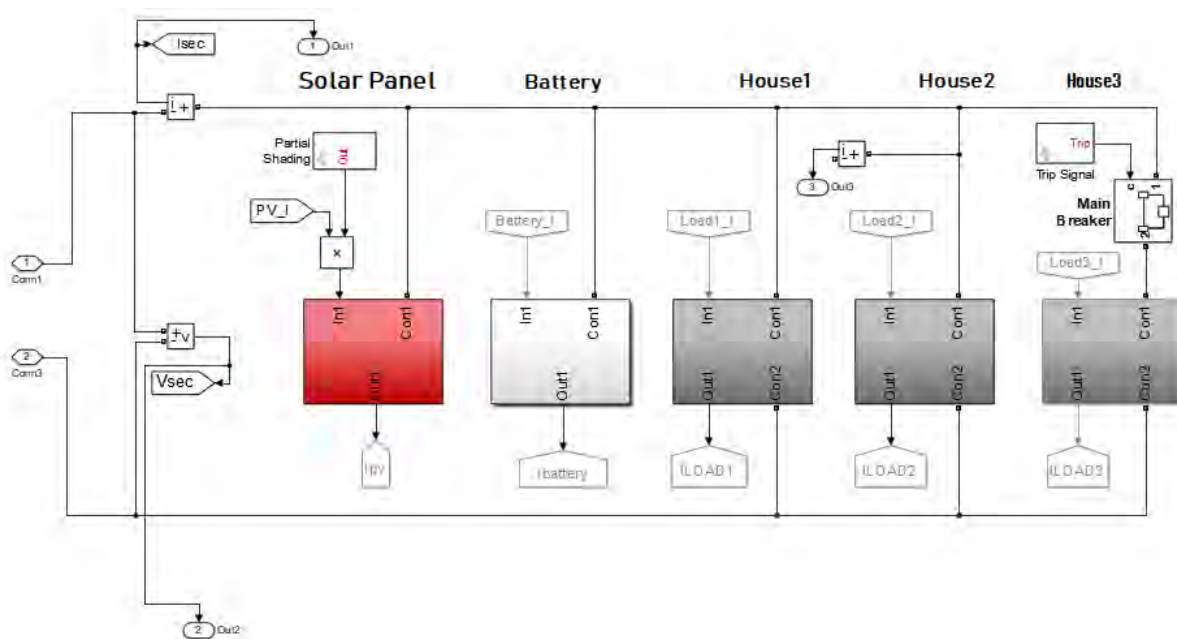 Isec
1
Out1
Solar Panel
Battery
House1
House2
House3
i
+
Partial
Shading
Out
i
+
3
Out3
Trip
Trip Signal
c
1
2
Main
Breaker
PV_I
Battery_I
Load1_I
Load2_I
Load3_I
×
1
Conn1
In1
Con1
In1
Con1
In1
Con1
In1
Con1
In1
Con1
+
-
v
2
Conn3
Vsec
Out1
Out1
Out1
Con2
Out1
Con2
Out1
Con2
Ipv
Ibattery
ILOAD1
ILOAD2
ILOAD3
2
Out2